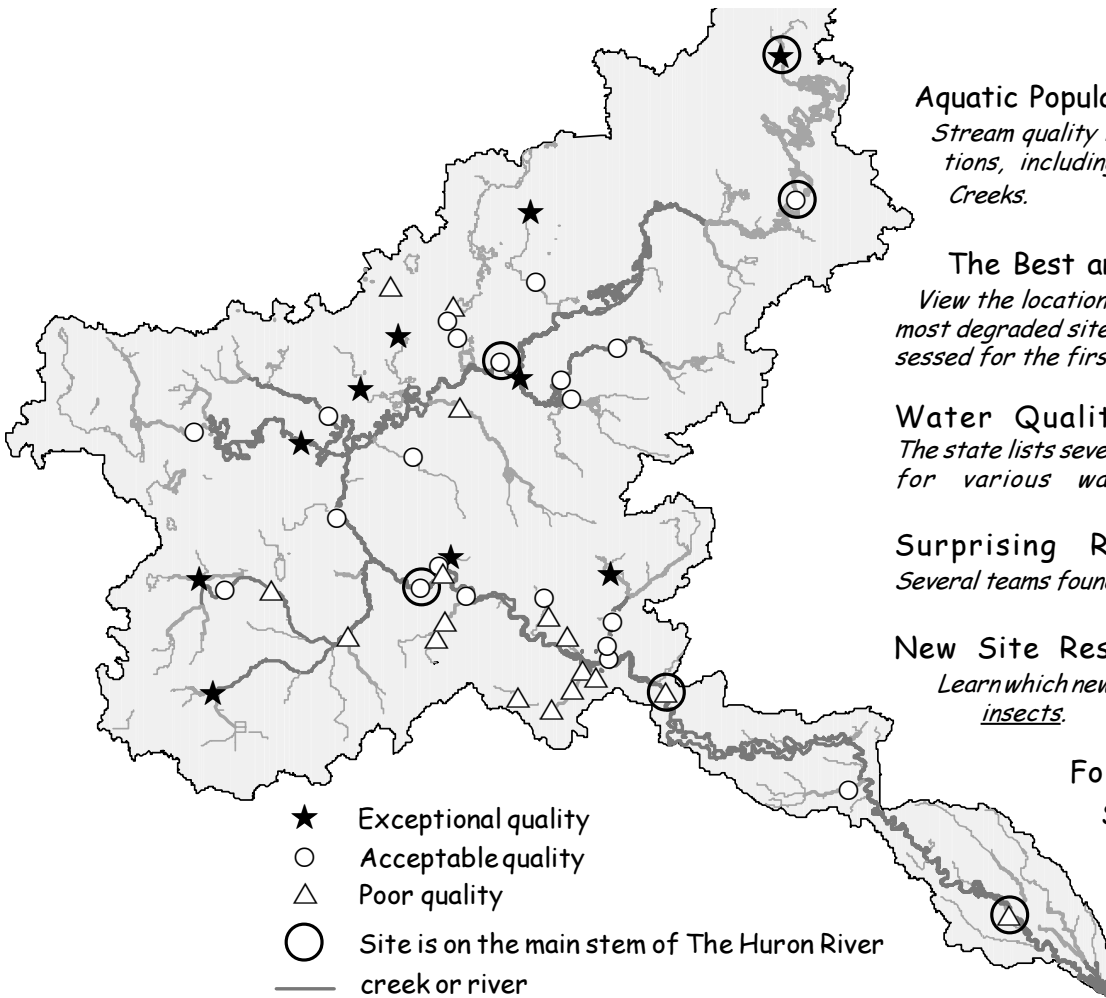 Aquatic
Stream quality
tions, including
Creeks.
The Best
View the location
most degraded site
sessed for the firs
Water Qualit
The state lists seve
for various wa
Surprising R
Several teams foun
New Site Res
Learn which new
insects.
Fo
Exceptional quality
Acceptable quality
Poor quality
Site is on the main stem of The Huron River
creek or river